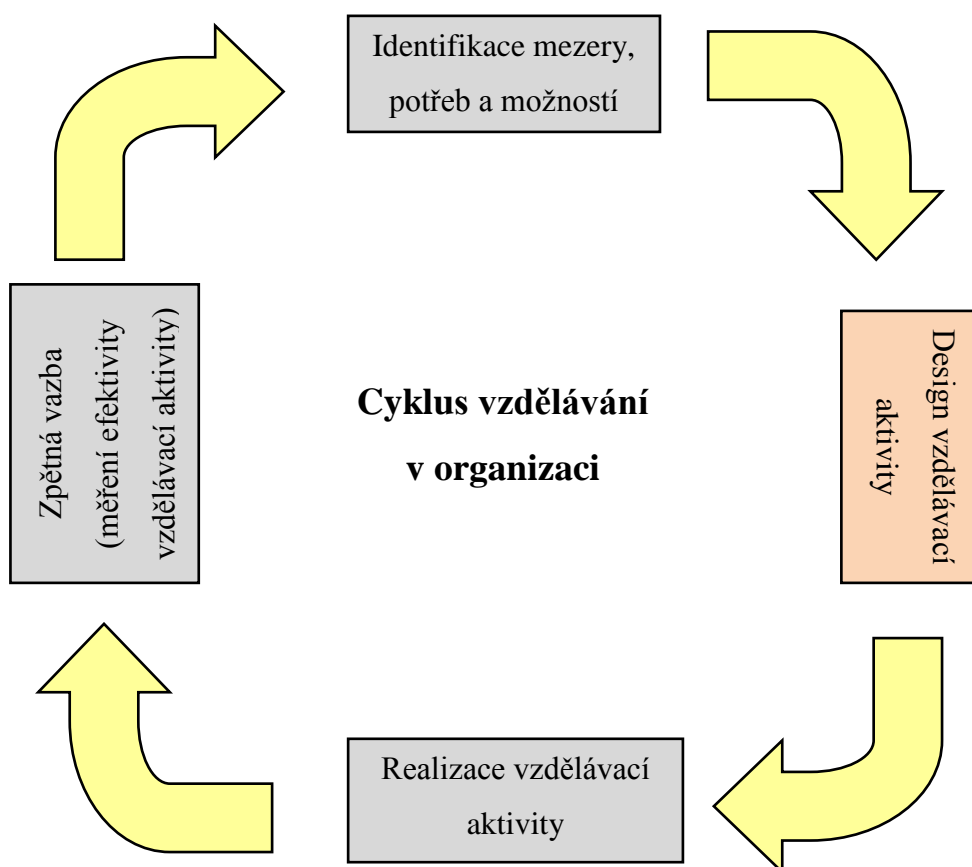 Identifikace mezery,
potřeb a možností
Design vzdělávací
aktivity
Cyklus vzdělávání
v organizaci
Zpětná vazba
(měření efektivity
vzdělávací aktivity)
Realizace vzdělávací
aktivity